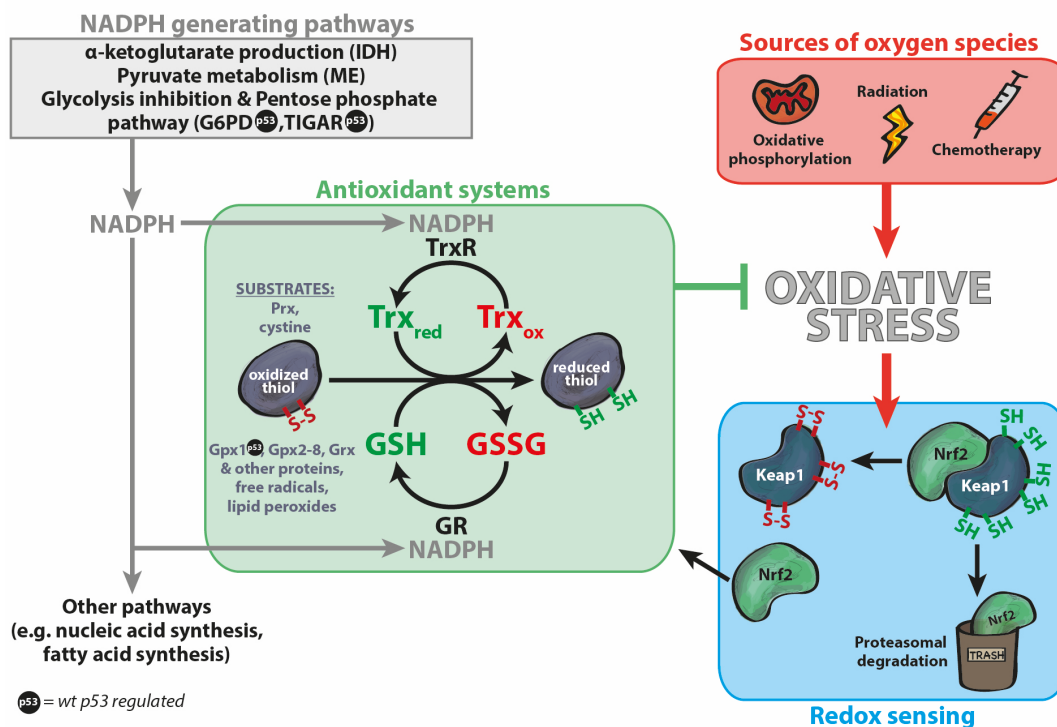 NADPH generating pathways
α-ketoglutarate production (IDH)
Pyruvate metabolism (ME)
Glycolysis inhibition & Pentose phosphate
pathway (G6PD p53, TIGAR p53)
NADPH
Other pathways
(e.g. nucleic acid synthesis,
fatty acid synthesis)
p53 = wt p53 regulated
Antioxidant systems
NADPH
TrxR
SUBSTRATES:
Prx,
cystine
Trx red
Trx ox
oxidized
thiol
S-S
reduced
thiol
SH
SH
Gpx1 p53, Gpx2-8, Grx
& other proteins,
free radicals,
lipid peroxides
GSH
GSSG
GR
NADPH
Sources of oxygen species
Oxidative
phosphorylation
Radiation
Chemotherapy
OXIDATIVE
STRESS
S-S
Keap1
S-S
S-S
Nrf2
Keap1
SH
SH
SH
SH
SH
SH
Nrf2
Proteasomal
degradation
Nrf2
TRASH
Redox sensing